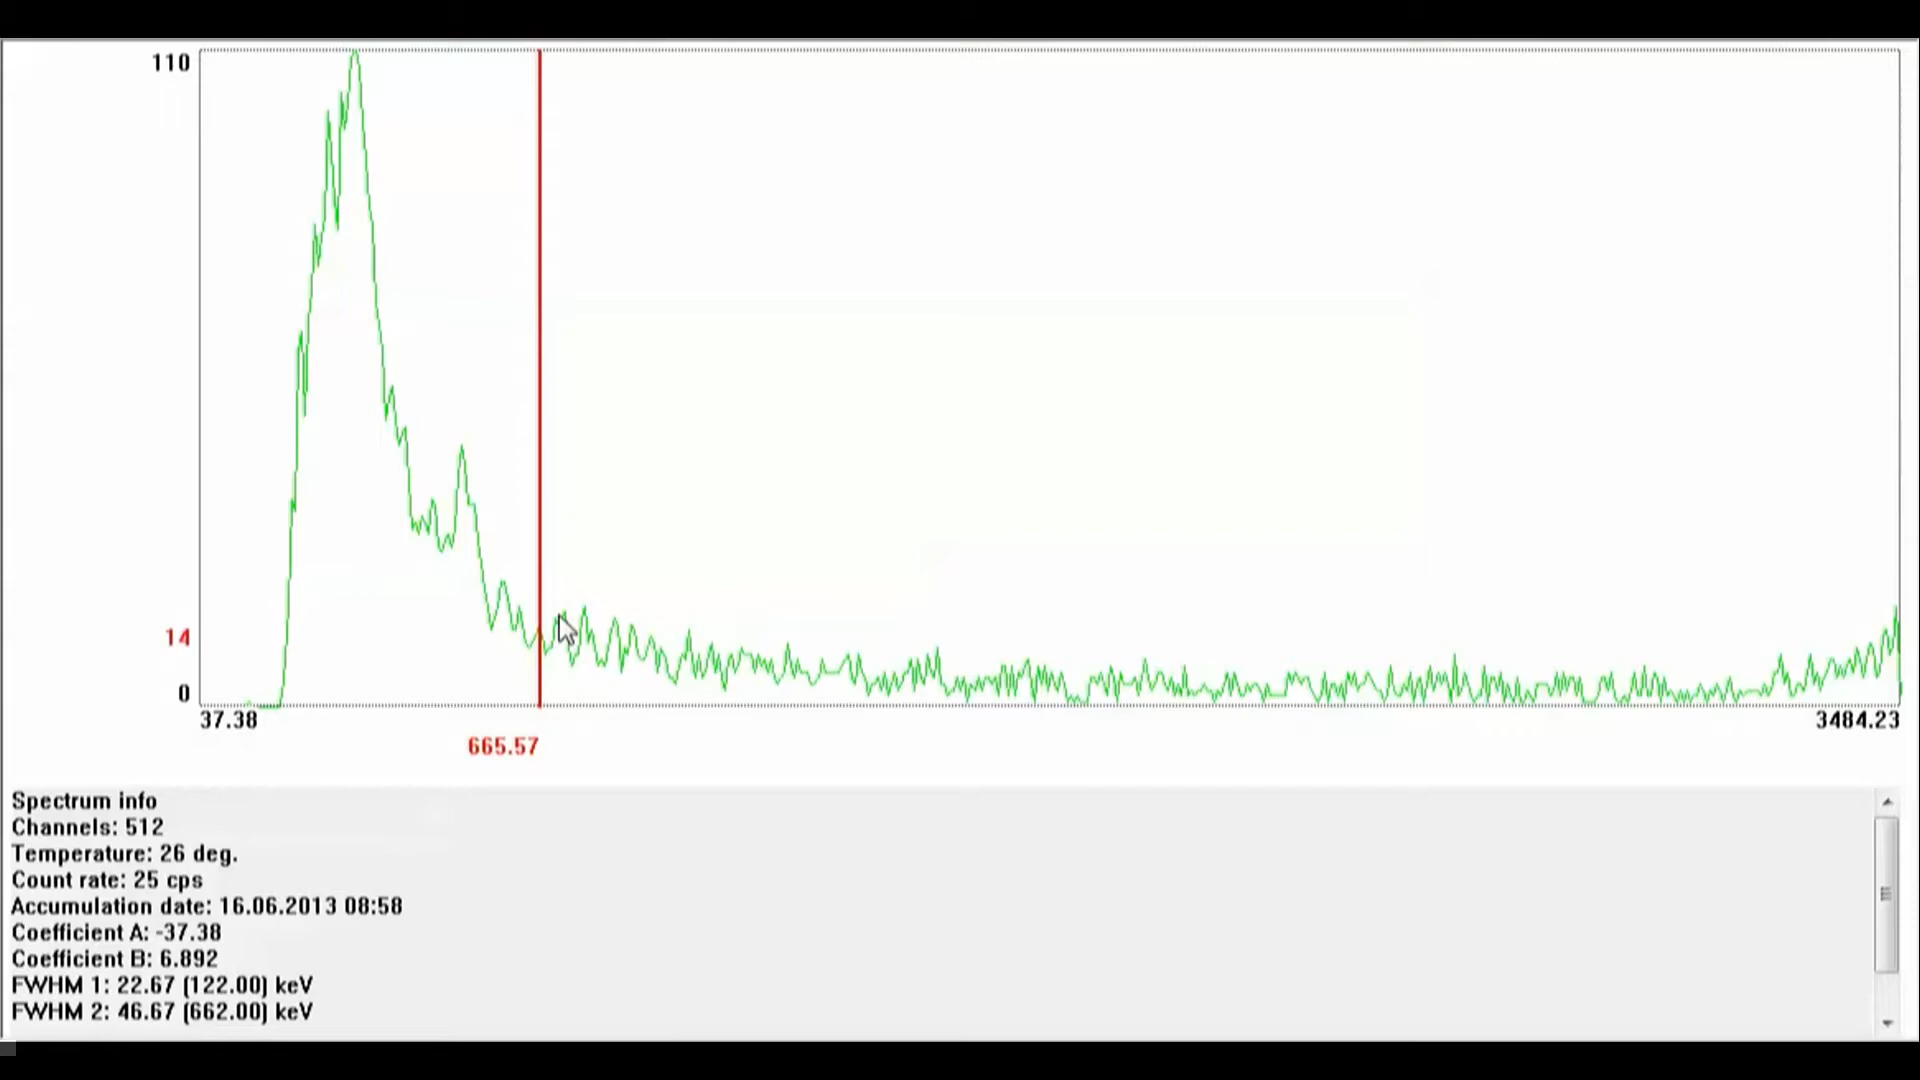 110
14
0
37.38
3484.23
665.57
Spectrum info
Channels: 512
Temperature: 26 deg.
Count rate: 25 cps
Accumulation date: 16.06.2013 08:58
Coefficient A: -37.38
Coefficient B: 6.892
FWHM 1: 22.67 (122.00) keV
FWHM 2: 46.67 (662.00) keV